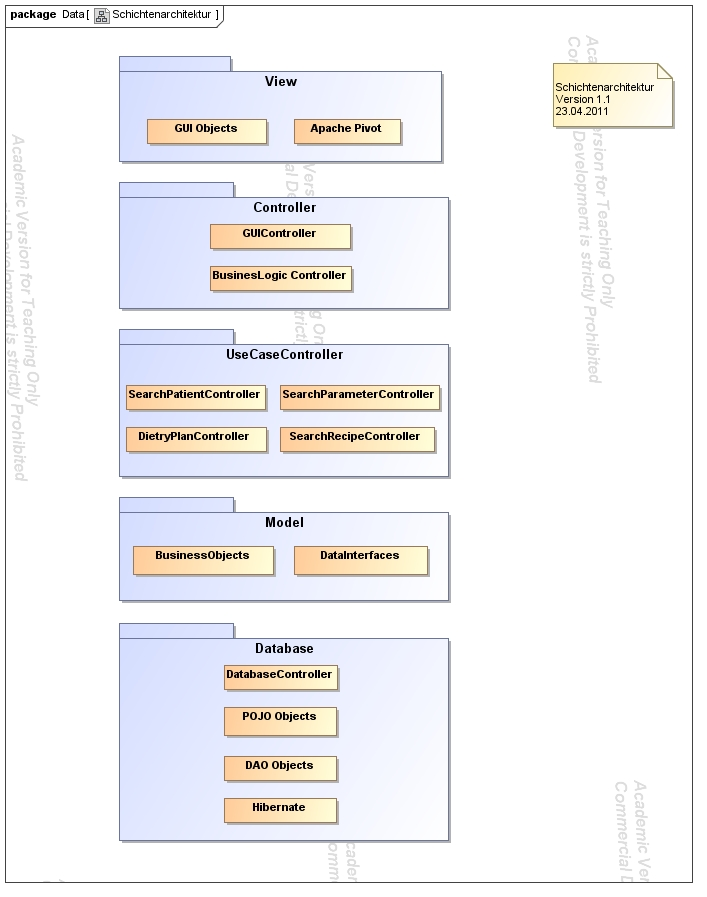 package Data [ Schichtenarchitektur ]
Schichtenarchitektur
Version 1.1
23.04.2011
View
GUI Objects
Apache Pivot
Controller
GUIController
BusinesLogic Controller
UseCaseController
SearchPatientController
SearchParameterController
DietryPlanController
SearchRecipeController
Model
BusinessObjects
DataInterfaces
Database
DatabaseController
POJO Objects
DAO Objects
Hibernate
Academic Version for Teaching Only
Development is strictly Prohibited